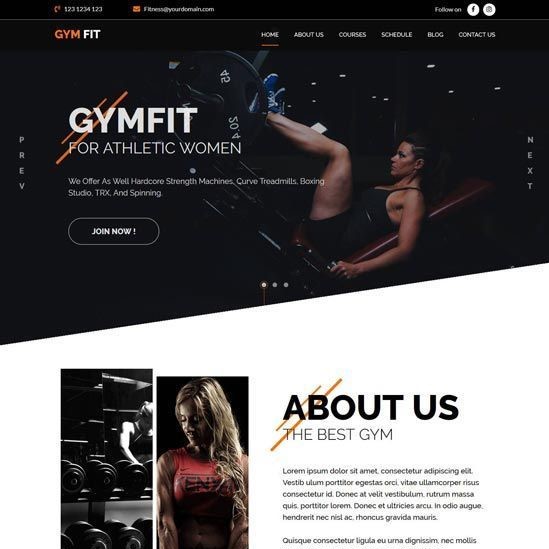 123 1234 123
Fitness@yourdomain.com
Follow on
GYM FIT
HOME
ABOUT US
COURSES
SCHEDULE
BLOG
CONTACT US
45
204
GYMFIT
FOR ATHLETIC WOMEN
PREV
NEXT
We Offer As Well Hardcore Strength Machines, Curve Treadmills, Boxing
Studio, TRX, And Spinning.
JOIN NOW !
ABOUT US
THE BEST GYM
Lorem ipsum dolor sit amet, consectetur adipiscing elit.
Vestib ulum porttitor egestas orci, vitae ullamcorper risus
consectetur id. Donec at velit vestibulum, rutrum massa
quis, porttitor lorem. Donec et ultricies arcu. In odio augue,
hendrerit nec nisl ac, rhoncus gravida mauris.
Quisque consectetur ligula eu urna dignissim, nec mollis